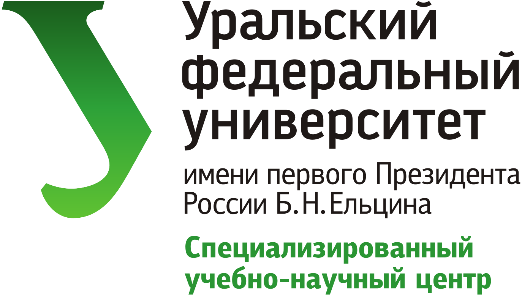 Уральский
федеральный
университет
имени первого Президента
России Б.Н.Ельцина
Специализированный
учебно-научный центр